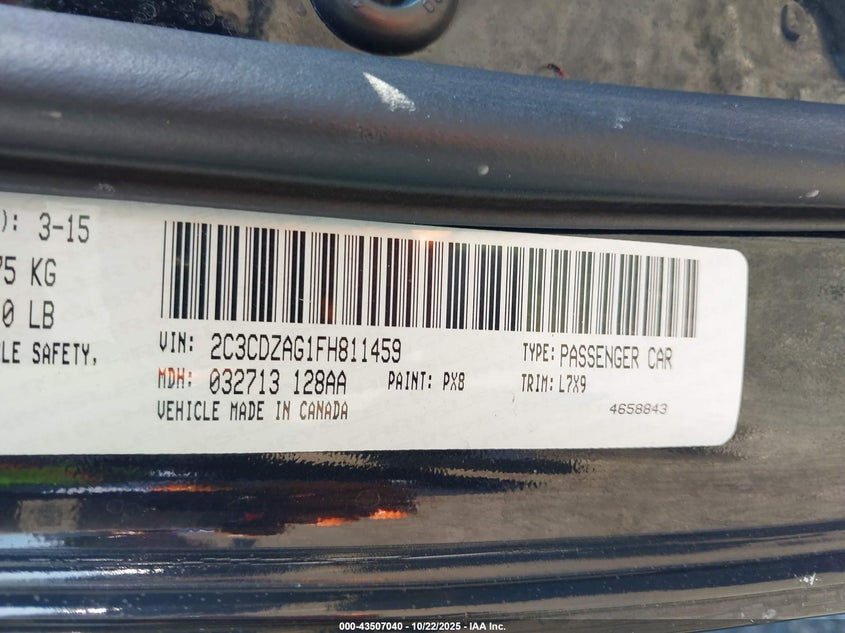 ): 3-15
75 KG
0 LB
LE SAFETY,
VIN: 2C3CDZAG1FH811459
TYPE: PASSENGER CAR
MDH: 032713 128AA
PAINT: PX8
TRIM: L7X9
VEHICLE MADE IN CANADA
4658843
000-43507040 - 10/22/2025 - IAA Inc.